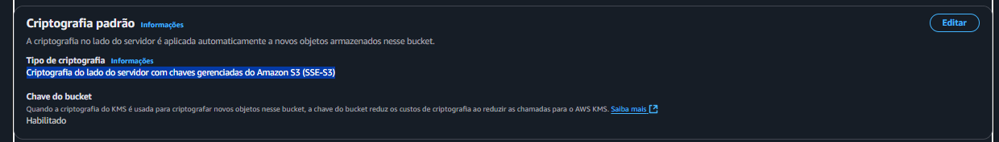 Criptografia padrão Informações
Editar
A criptografia no lado do servidor é aplicada automaticamente a novos objetos armazenados nesse bucket.
Tipo de criptografia Informações
Criptografia do lado do servidor com chaves gerenciadas do Amazon S3 (SSE-S3)
Chave do bucket
Quando a criptografia do KMS é usada para criptografar novos objetos nesse bucket, a chave do bucket reduz os custos de criptografia ao reduzir as chamadas para o AWS KMS. Saiba mais
Habilitado